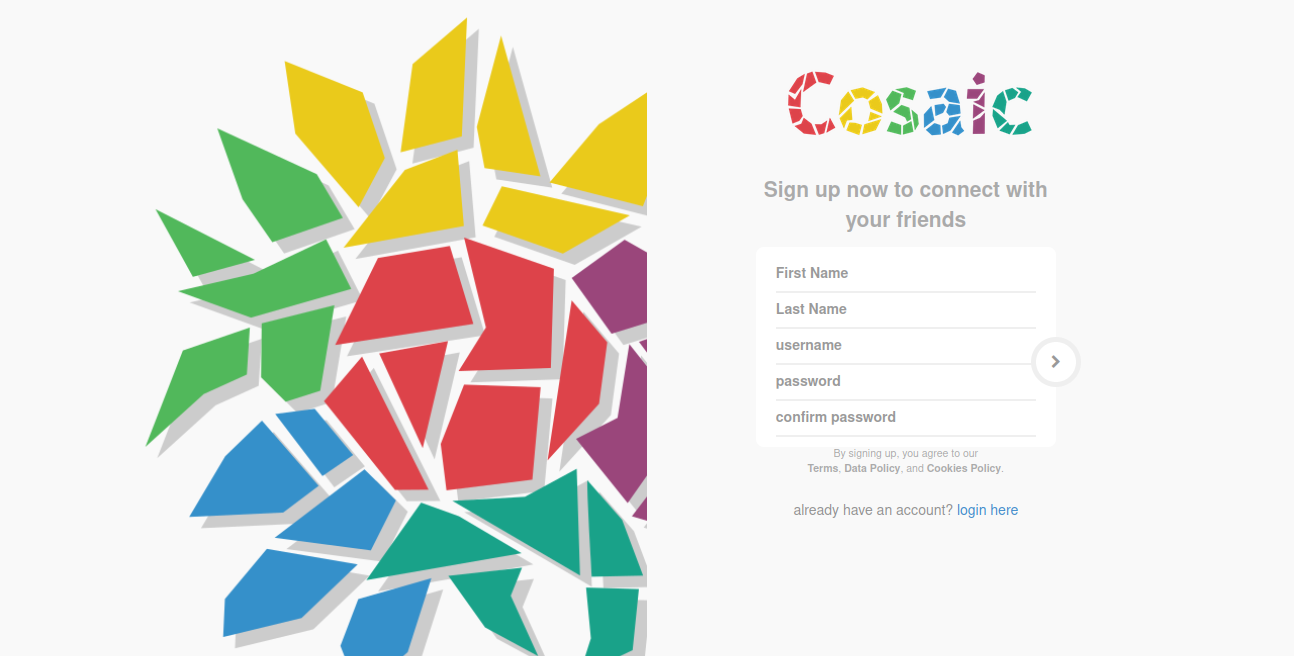 Cosaic
Sign up now to connect with
your friends
First Name
Last Name
username
password
confirm password
By signing up, you agree to our
Terms, Data Policy, and Cookies Policy.
already have an account? login here